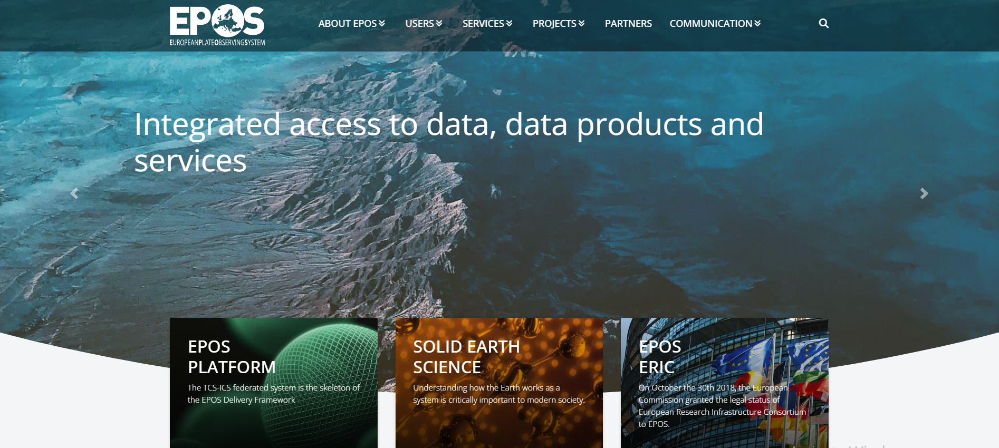 EPOS
EUROPEANPLATEOBSERVINGSYSTEM
ABOUT EPOS USERS SERVICES PROJECTS PARTNERS COMMUNICATION
Integrated access to data, data products and
services
EPOS
PLATFORM
The TCS-ICS federated system is the skeleton of
the EPOS Delivery Framework
SOLID EARTH
SCIENCE
Understanding how the Earth works as a
system is critically important to modern society.
EPOS
ERIC
On October the 30th 2018, the European
Commission granted the legal status of
European Research Infrastructure Consortium
to EPOS.